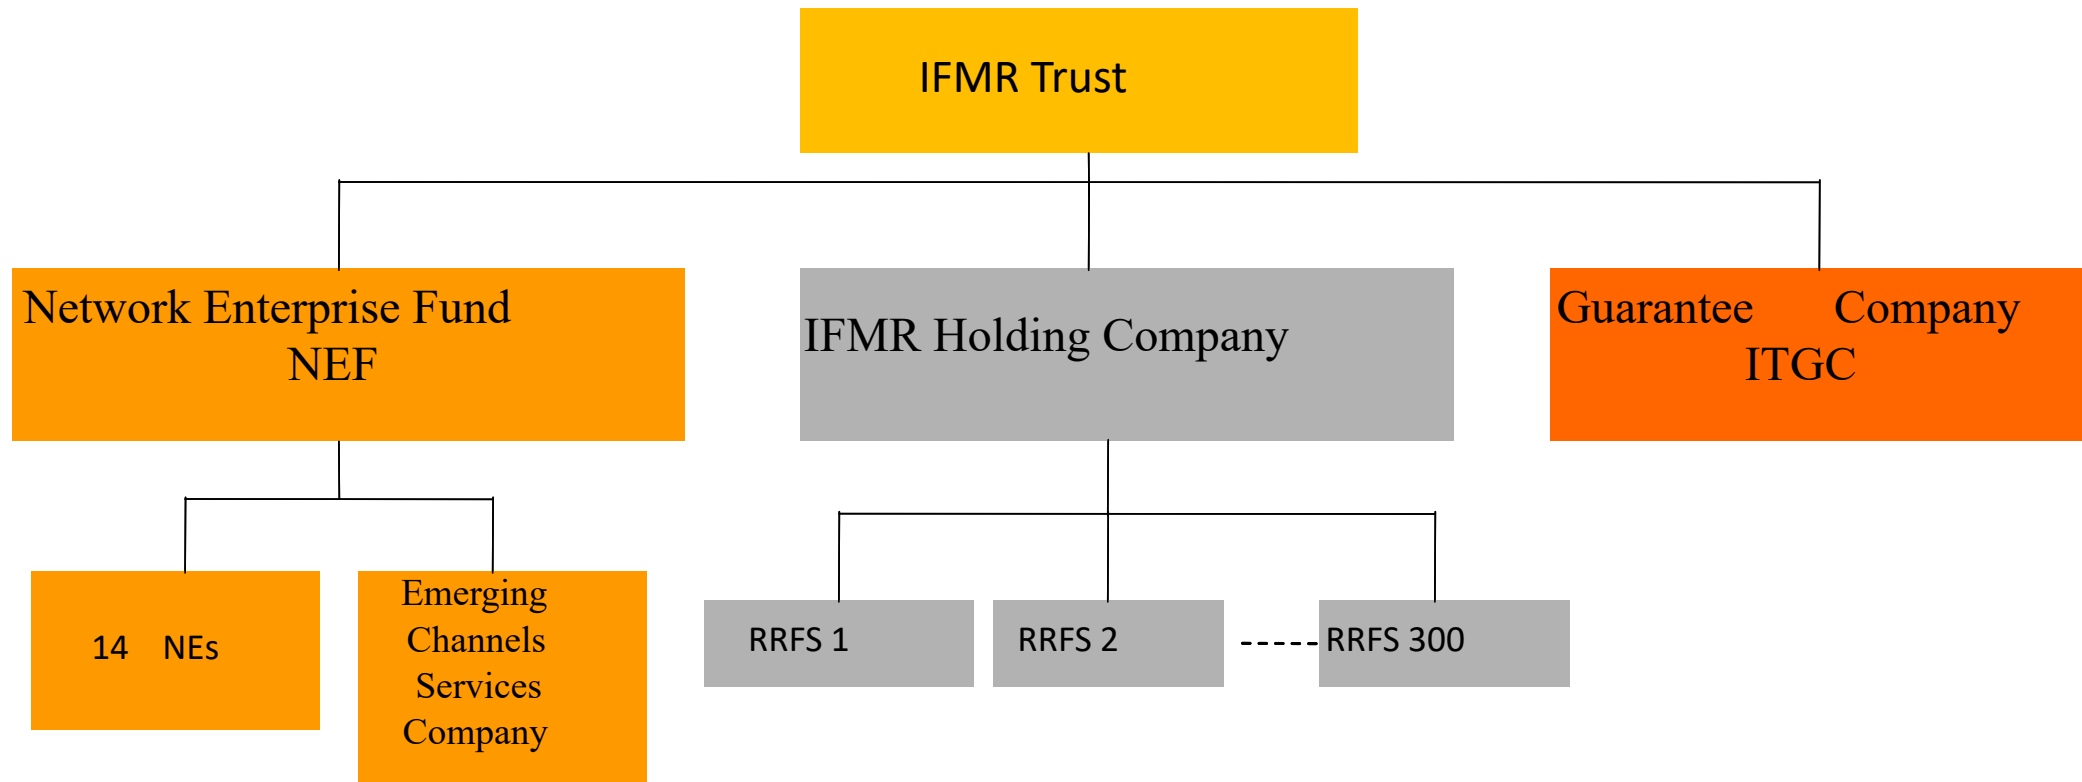 IFMR Trust
Network Enterprise Fund
NEF
IFMR Holding Company
Guarantee Company
ITGC
14 NEs
Emerging
Channels
Services
Company
RRFS 1
RRFS 2
RRFS 300